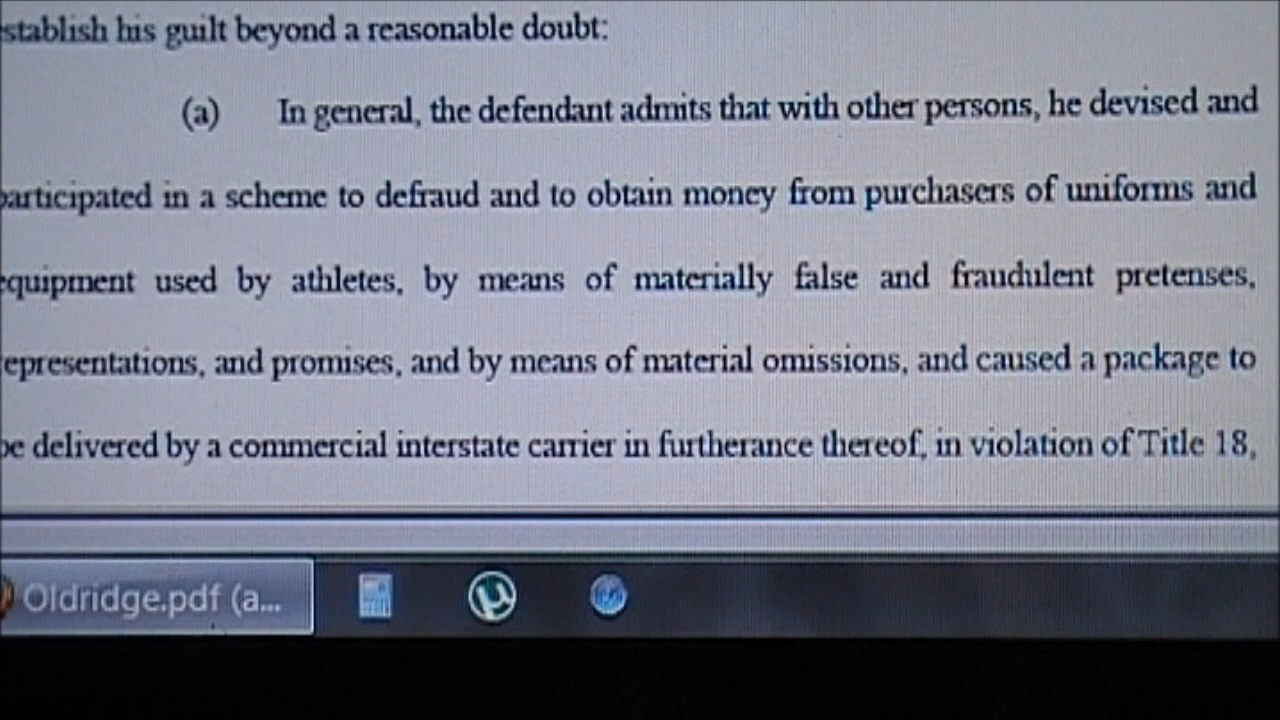 stablish his guilt beyond a reasonable doubt:
(a) In general, the defendant admits that with other persons, he devised and
participated in a scheme to defraud and to obtain money from purchasers of uniforms and
equipment used by athletes, by means of materially false and fraudulent pretenses,
epresentations, and promises, and by means of material omissions, and caused a package to
be delivered by a commercial interstate carrier in furtherance thereof, in violation of Title 18,
Oldridge.pdf (a...